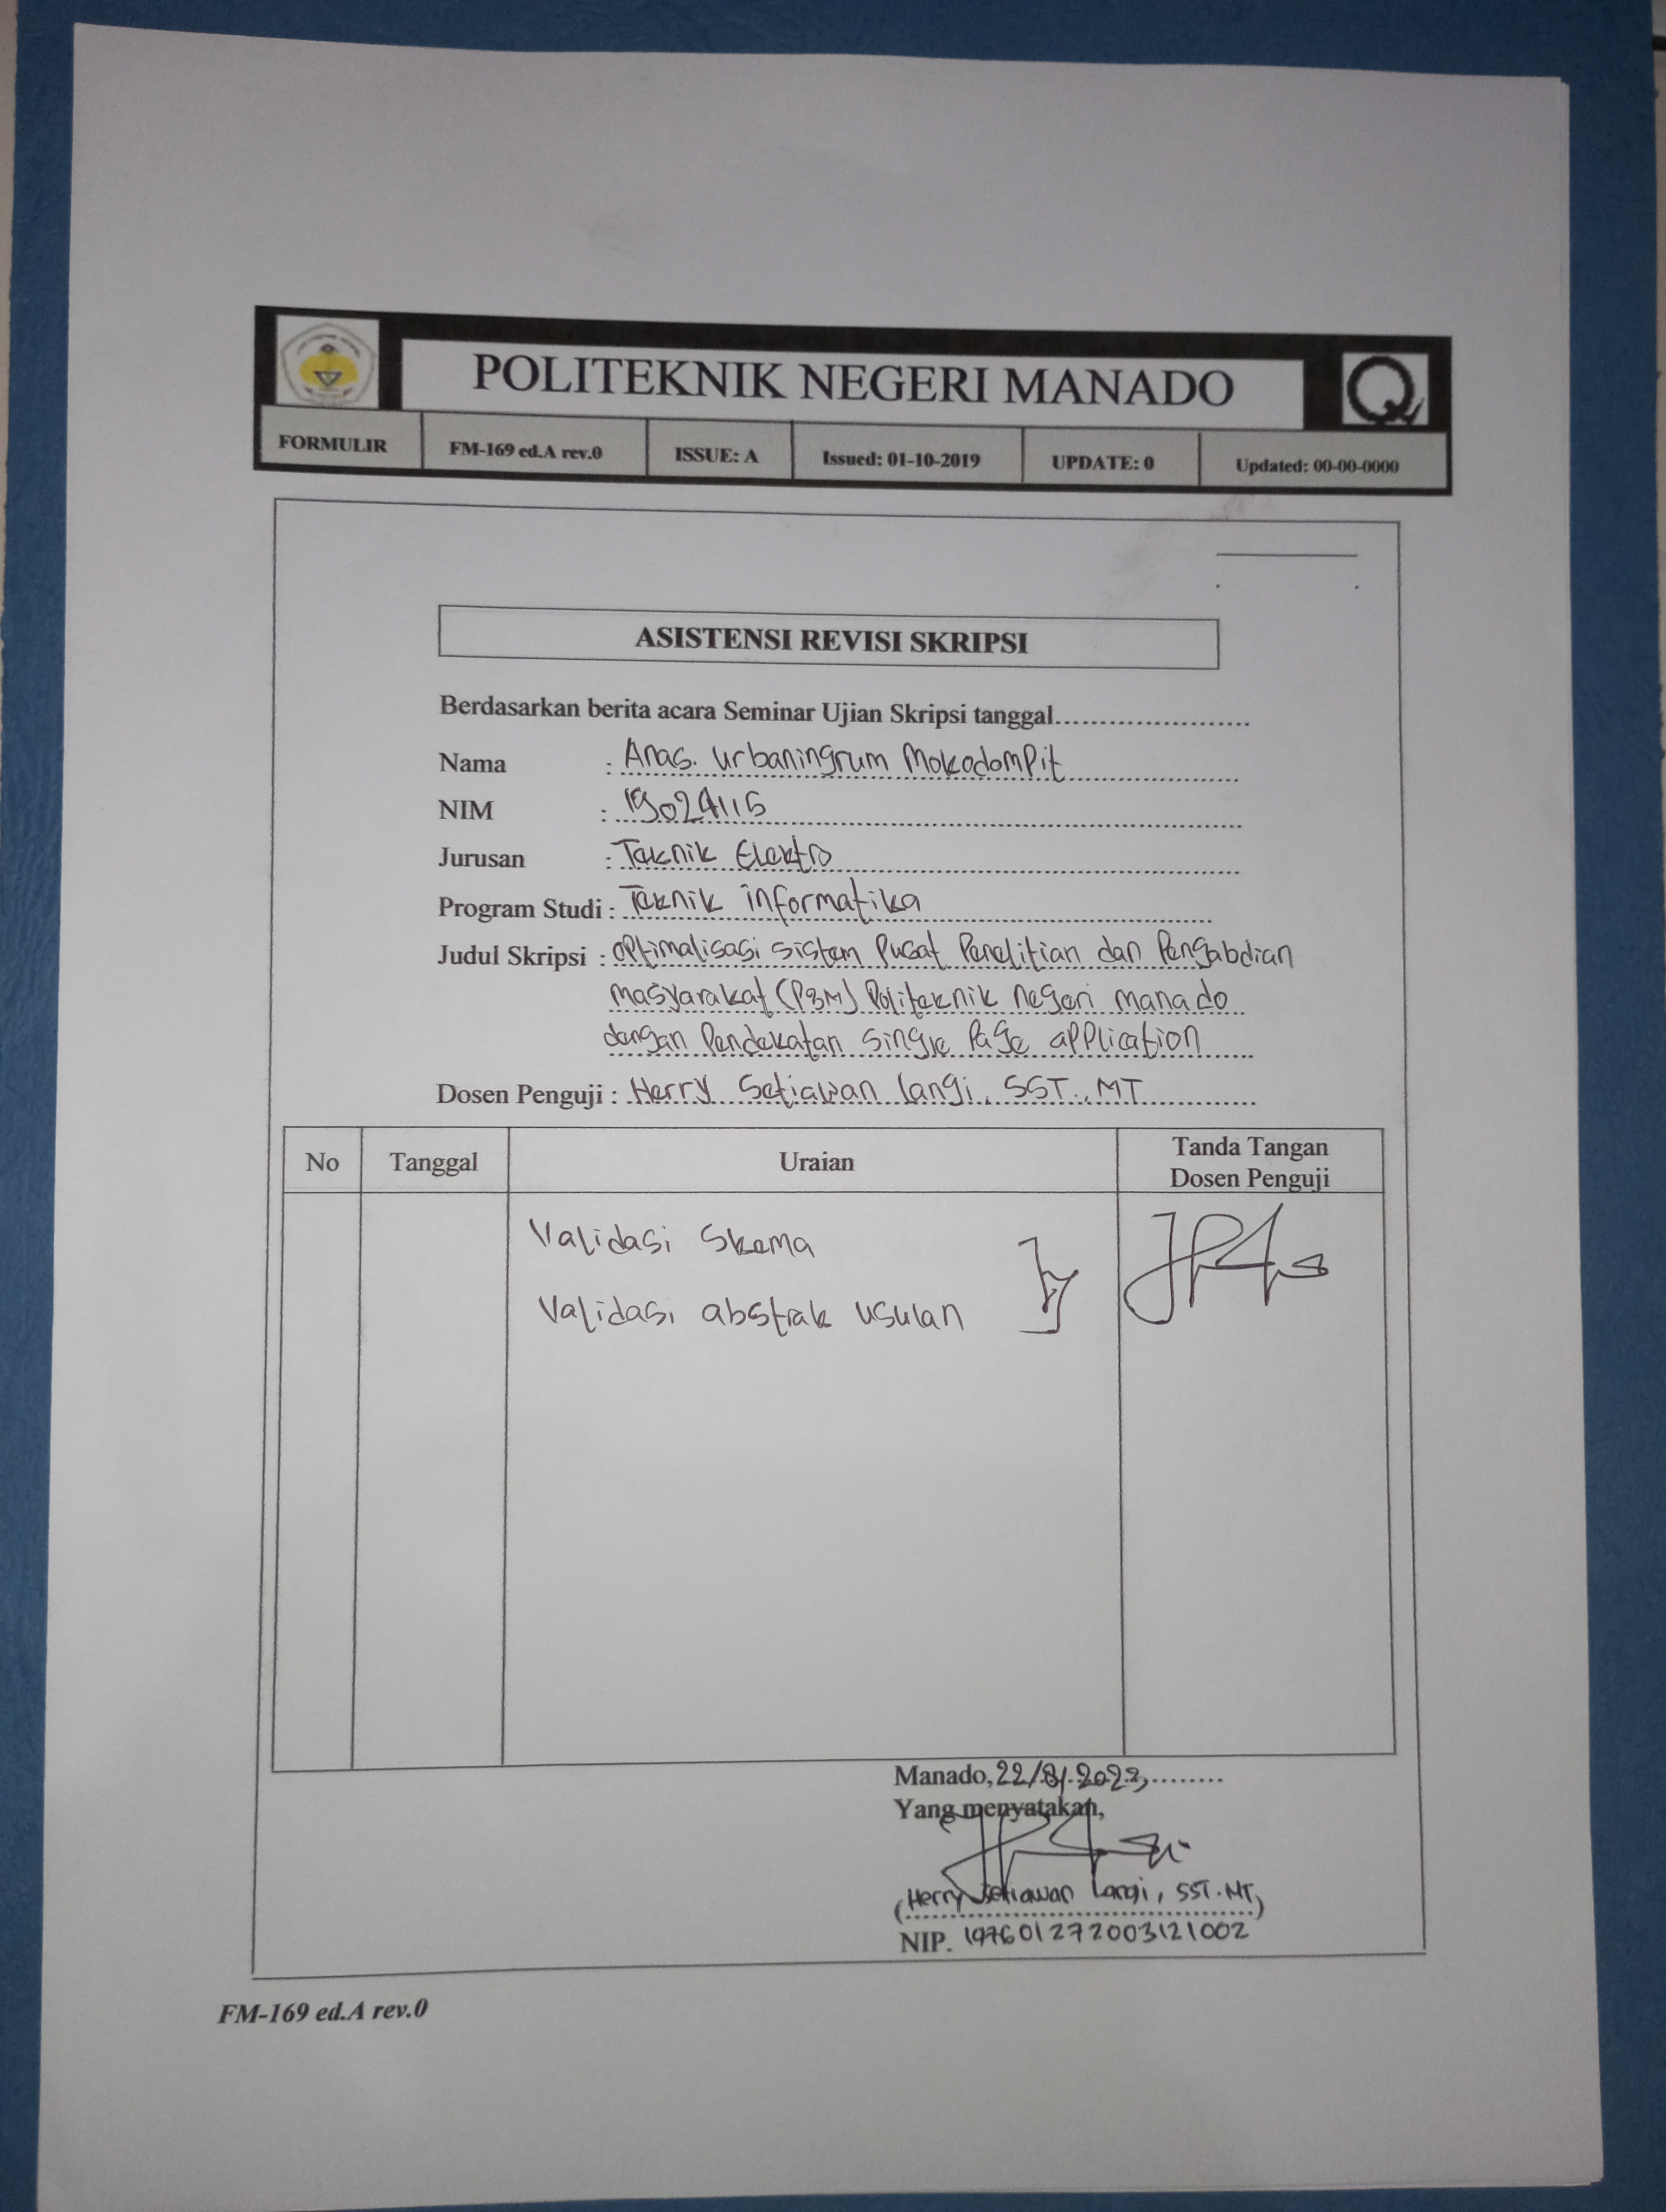 POLITEKNIK NEGERI MANADO
FORMULIR FM-169 ed.A rev.0 ISSUE: A Issued: 01-10-2019 UPDATE: 0 Updated: 00-00-0000
ASISTENSI REVISI SKRIPSI
Berdasarkan berita acara Seminar Ujian Skripsi tanggal......................
Nama : Anas. urbaningrum Mokodompit
NIM : 19024115
Jurusan : Teknik Elektro
Program Studi : Teknik informatika
Judul Skripsi : optimalisasi sistem Pusat Penelitian dan Pengabdian
masyarakat (P3M) Politeknik negeri manado
dengan Pendekatan single Page application
Dosen Penguji : Herry Setiawan Langi, SST., MT
No Tanggal Uraian Tanda Tangan
Dosen Penguji
Validasi Skema
Validasi abstrak usulan
Manado, 22/8/2023
Yang menyatakan,
(Herry Setiawan Langi, SST.MT)
NIP. 197601272003121002
FM-169 ed.A rev.0